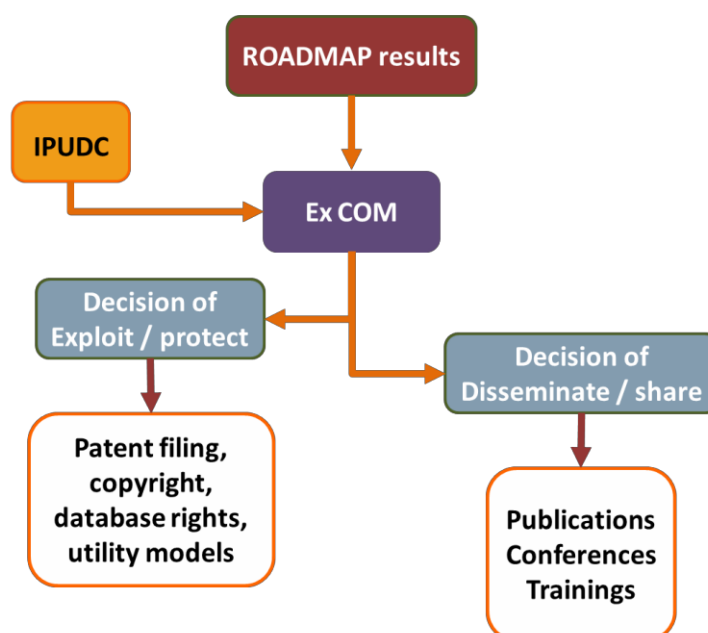 ROADMAP results
IPUDC
Ex COM
Decision of
Exploit / protect
Decision of
Disemminate / share
Patent filing,
copyright,
database rights,
utility models
Publications
Conferences
Trainings